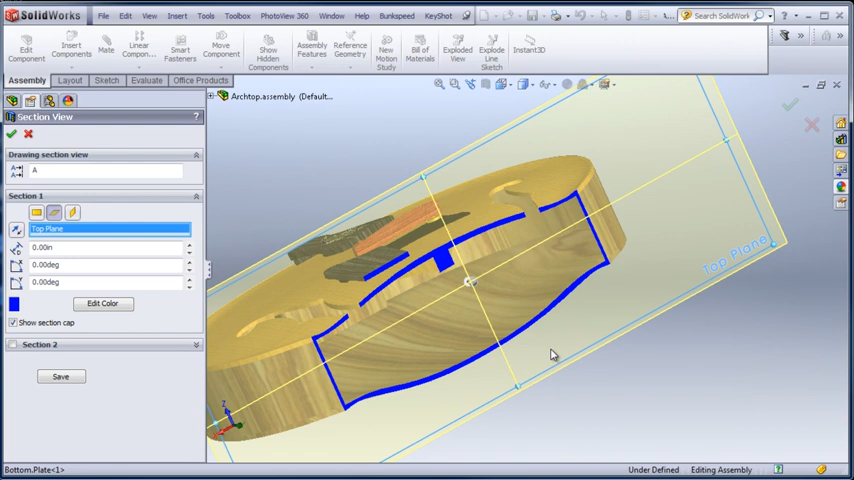 SolidWorks File Edit View Insert Tools Toolbox PhotoView 360 Window Help Bunkspeed KeyShot Search SolidWor
Edit Component
Insert Components
Mate
Linear Compon...
Smart Fasteners
Move Component
Show Hidden Components
Assembly Features
Reference Geometry
New Motion Study
Bill of Materials
Exploded View
Explode Line Sketch
Instant3D
Assembly Layout Sketch Evaluate Office Products
Archtop.assembly (Default...
Section View ?
Drawing section view
A
Section 1
Top Plane
0.00in
0.00deg
0.00deg
Edit Color
Show section cap
Section 2
Save
Top Plane
Z
Bottom.Plate<1> Under Defined Editing Assembly